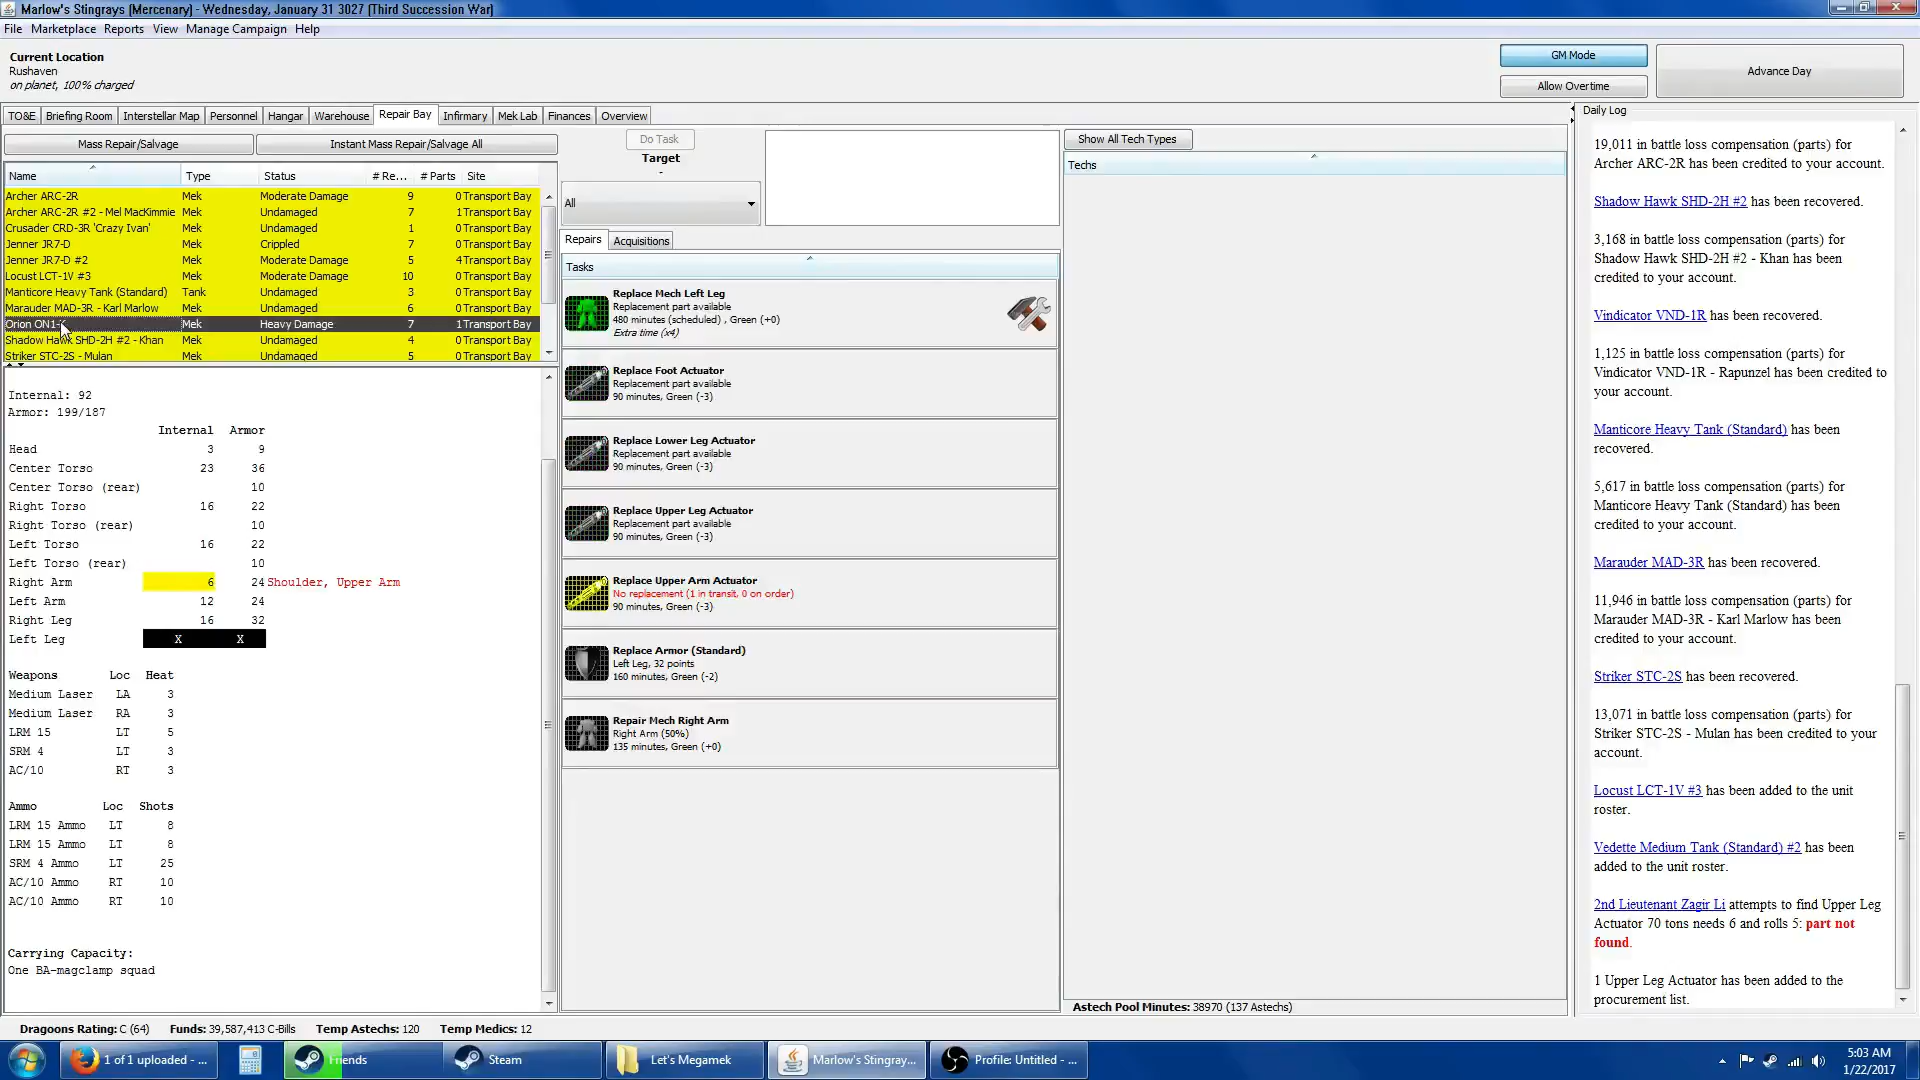 Marlow's Stingrays (Mercenary) - Wednesday, January 31 3027 (Third Succession War)
File Marketplace Reports View Manage Campaign Help
Current Location
Rushaven
on planet, 100% charged
GM Mode
Allow Overtime
Advance Day
TO&E Briefing Room Interstellar Map Personnel Hangar Warehouse Repair Bay Infirmary Mek Lab Finances Overview
Mass Repair/Salvage Instant Mass Repair/Salvage All
Name Type Status # Re... # Parts Site
Archer ARC-2R Mek Moderate Damage 9 0 Transport Bay
Archer ARC-2R #2 - Mel MacKimmie Mek Undamaged 7 1 Transport Bay
Crusader CRD-3R 'Crazy Ivan' Mek Undamaged 1 0 Transport Bay
Jenner JR7-D Mek Crippled 7 0 Transport Bay
Jenner JR7-D #2 Mek Moderate Damage 5 4 Transport Bay
Locust LCT-1V #3 Mek Moderate Damage 10 0 Transport Bay
Manticore Heavy Tank (Standard) Tank Undamaged 3 0 Transport Bay
Marauder MAD-3R - Karl Marlow Mek Undamaged 6 0 Transport Bay
Orion ON1-K Mek Heavy Damage 7 1 Transport Bay
Shadow Hawk SHD-2H #2 - Khan Mek Undamaged 4 0 Transport Bay
Striker STC-2S - Mulan Mek Undamaged 5 0 Transport Bay
Internal: 92
Armor: 199/187
Internal Armor
Head 3 9
Center Torso 23 36
Center Torso (rear) 10
Right Torso 16 22
Right Torso (rear) 10
Left Torso 16 22
Left Torso (rear) 10
Right Arm 6 24 Shoulder, Upper Arm
Left Arm 12 24
Right Leg 16 32
Left Leg X X
Weapons Loc Heat
Medium Laser LA 3
Medium Laser RA 3
LRM 15 LT 5
SRM 4 LT 3
AC/10 RT 3
Ammo Loc Shots
LRM 15 Ammo LT 8
LRM 15 Ammo LT 8
SRM 4 Ammo LT 25
AC/10 Ammo RT 10
AC/10 Ammo RT 10
Carrying Capacity:
One BA-magclamp squad
Do Task
Target
-
All
Repairs Acquisitions
Tasks
Replace Mech Left Leg
Replacement part available
480 minutes (scheduled) , Green (+0)
Extra time (x4)
Replace Foot Actuator
Replacement part available
90 minutes, Green (-3)
Replace Lower Leg Actuator
Replacement part available
90 minutes, Green (-3)
Replace Upper Leg Actuator
Replacement part available
90 minutes, Green (-3)
Replace Upper Arm Actuator
No replacement (1 in transit, 0 on order)
90 minutes, Green (-3)
Replace Armor (Standard)
Left Leg, 32 points
160 minutes, Green (-2)
Repair Mech Right Arm
Right Arm (50%)
135 minutes, Green (+0)
Show All Tech Types
Techs
Astech Pool Minutes: 38970 (137 Astechs)
Daily Log
19,011 in battle loss compensation (parts) for
Archer ARC-2R has been credited to your account.
Shadow Hawk SHD-2H #2 has been recovered.
3,168 in battle loss compensation (parts) for
Shadow Hawk SHD-2H #2 - Khan has been
credited to your account.
Vindicator VND-1R has been recovered.
1,125 in battle loss compensation (parts) for
Vindicator VND-1R - Rapunzel has been credited to
your account.
Manticore Heavy Tank (Standard) has been
recovered.
5,617 in battle loss compensation (parts) for
Manticore Heavy Tank (Standard) has been
credited to your account.
Marauder MAD-3R has been recovered.
11,946 in battle loss compensation (parts) for
Marauder MAD-3R - Karl Marlow has been
credited to your account.
Striker STC-2S has been recovered.
13,071 in battle loss compensation (parts) for
Striker STC-2S - Mulan has been credited to your
account.
Locust LCT-1V #3 has been added to the unit
roster.
Vedette Medium Tank (Standard) #2 has been
added to the unit roster.
2nd Lieutenant Zagir Li attempts to find Upper Leg
Actuator 70 tons needs 6 and rolls 5: part not
found.
1 Upper Leg Actuator has been added to the
procurement list.
Dragoons Rating: C (64) Funds: 39,587,413 C-Bills Temp Astechs: 120 Temp Medics: 12
1 of 1 uploaded - ... Friends Steam Let's Megamek Marlow's Stingray... Profile: Untitled - ...
5:03 AM
1/22/2017